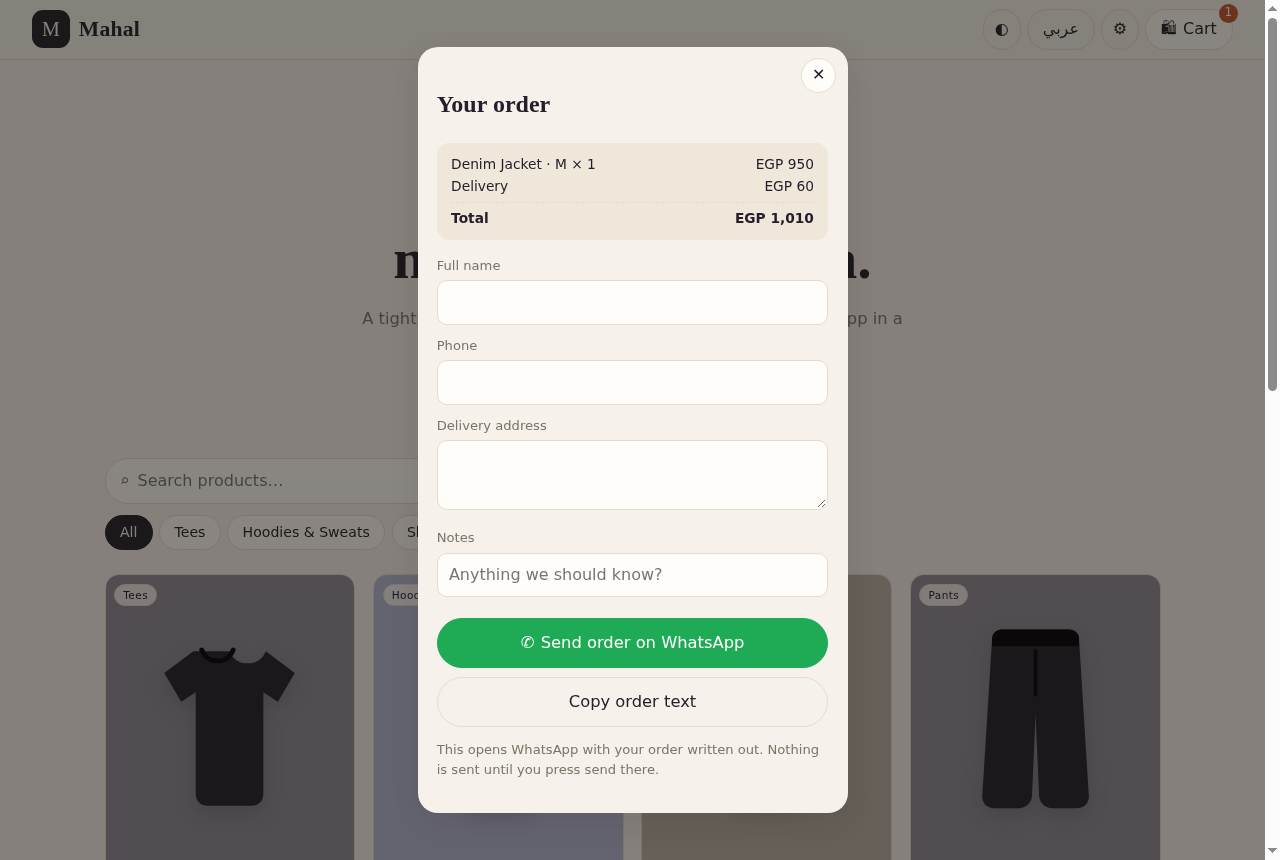 M Mahal
◐ عربي ⚙ 🛍 Cart 1
✕
Your order
Denim Jacket · M × 1 EGP 950
Delivery EGP 60
Total EGP 1,010
Full name
A tight
pp in a
Phone
Delivery address
Search products…
Notes
All Tees Hoodies & Sweats
Anything we should know?
Tees
Pants
✆ Send order on WhatsApp
Copy order text
This opens WhatsApp with your order written out. Nothing
is sent until you press send there.